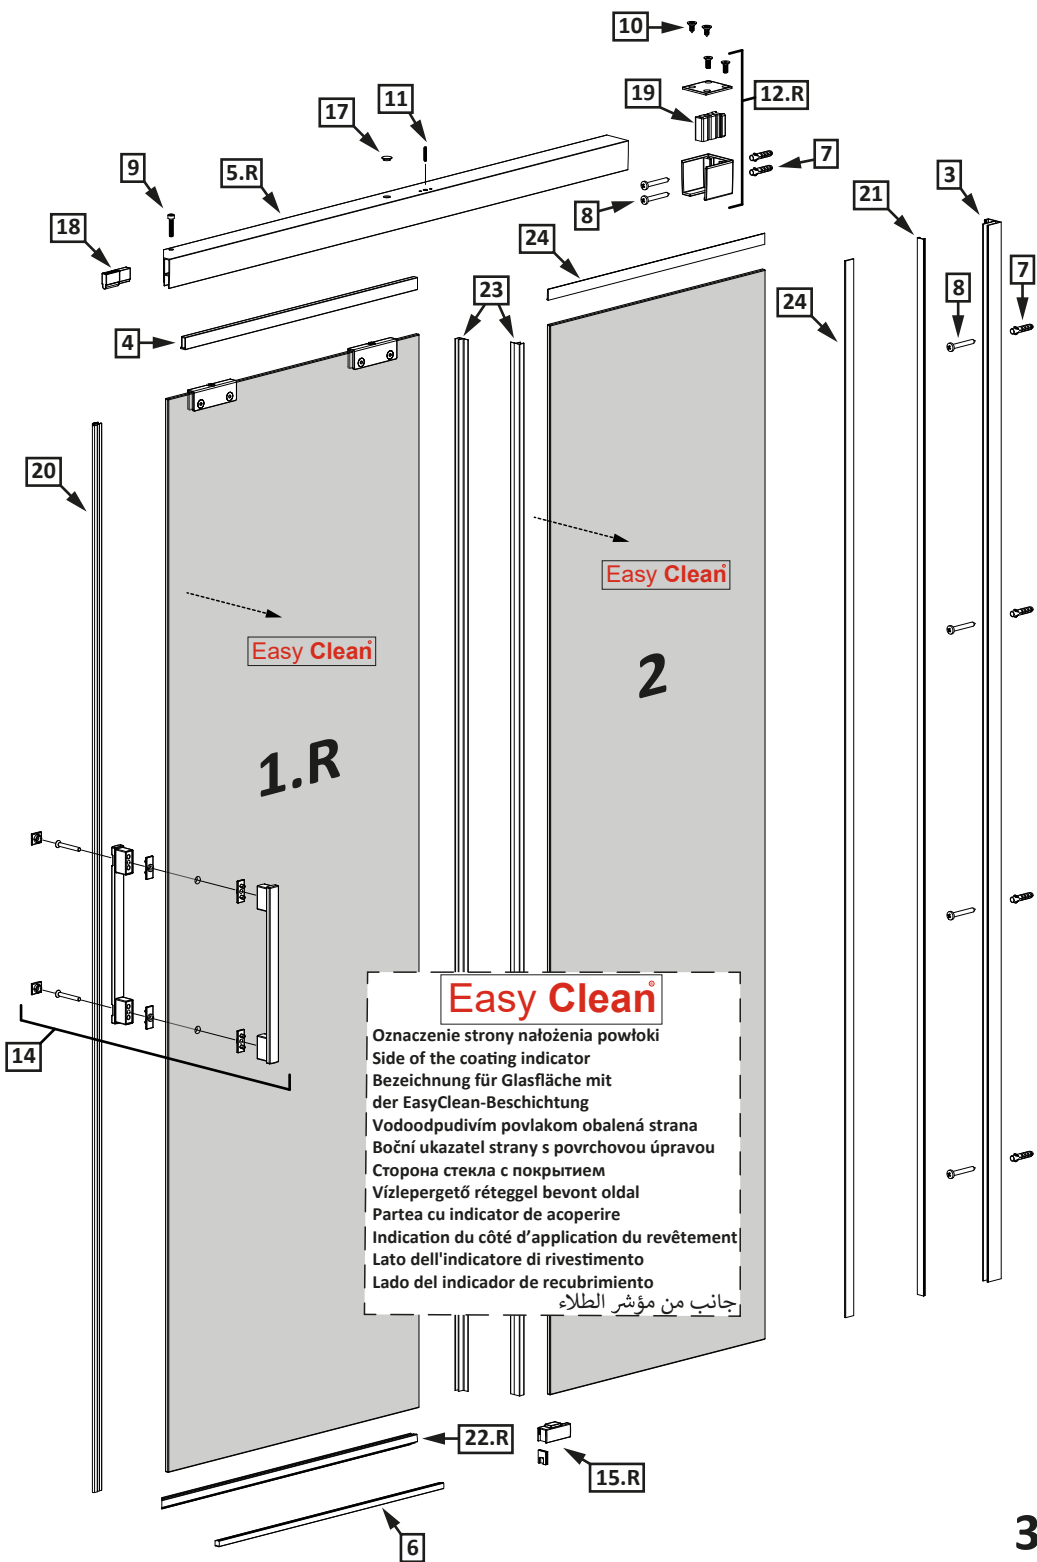 10
12.R
19
11
17
7
9
5.R
3
21
8
18
24
23
7
8
24
4
20
Easy Clean
Easy Clean
2
1.R
Easy Clean
Oznaczenie strony nałożenia powłoki
Side of the coating indicator
Bezeichnung für Glasfläche mit
der EasyClean-Beschichtung
Vodoodpudivím povlakom obalená strana
Boční ukazatel strany s povrchovou úpravou
Сторона стекла с покрытием
Vízlepergető réteggel bevont oldal
Partea cu indicator de acoperire
Indication du côté d'application du revêtement
Lato dell'indicatore di rivestimento
Lado del indicador de recubrimiento
جانب من مؤشر الطلاء
14
22.R
15.R
6
3